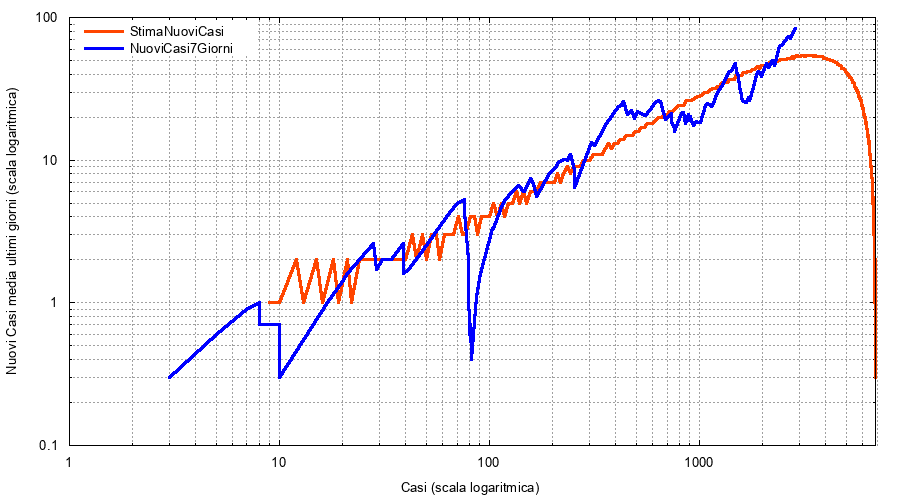 100
StimaNuoviCasi
NuoviCasi7Giorni
10
1
0.1
1
10
100
1000
Nuovi Casi media ultimi giorni (scala logaritmica)
Casi (scala logaritmica)